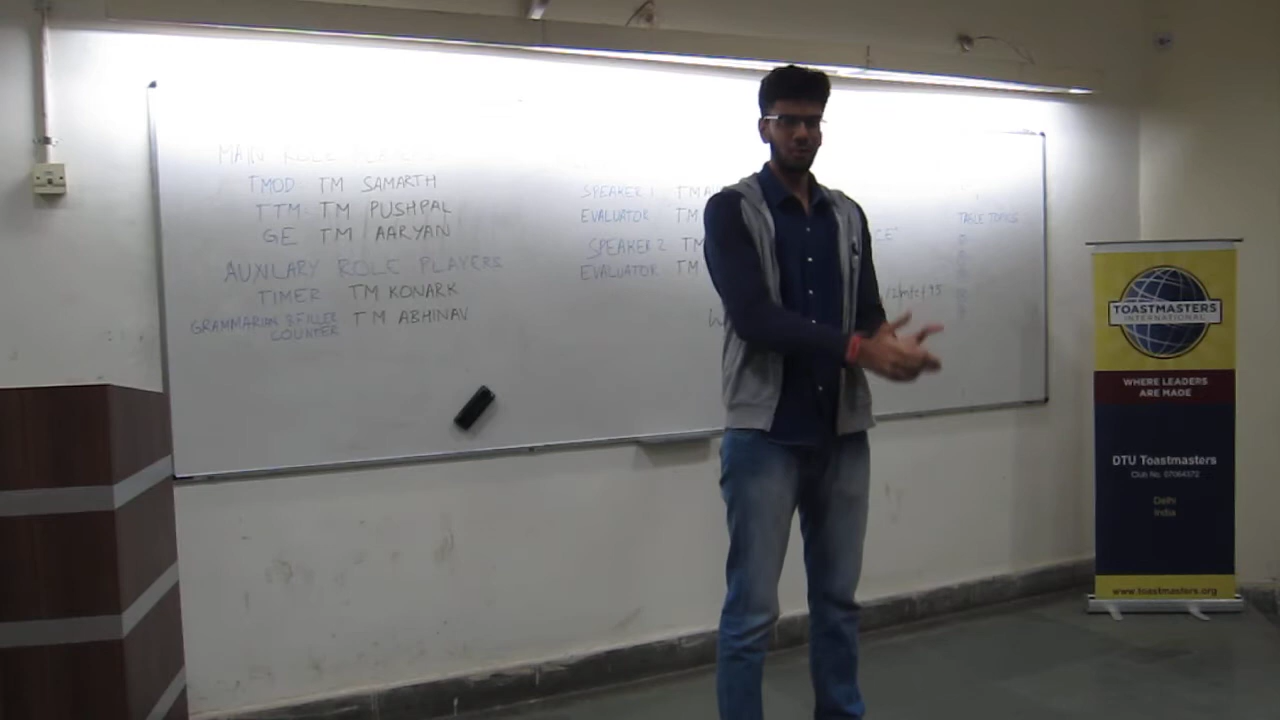 MAIN ROLE PLAYERS
TMOD TM SAMARTH
TTM TM PUSHPAL
GE TM AARYAN
AUXILARY ROLE PLAYERS
TIMER TM KONARK
GRAMMARIAN & FILLER
COUNTER TM ABHINAV
SPEAKER 1 TM
EVALUATOR TM
SPEAKER 2 TM
EVALUATOR TM
TABLE TOPICS
TOASTMASTERS
INTERNATIONAL
WHERE LEADERS
ARE MADE
DTU Toastmasters
Club No. 07064372
Delhi
India
www.toastmasters.org